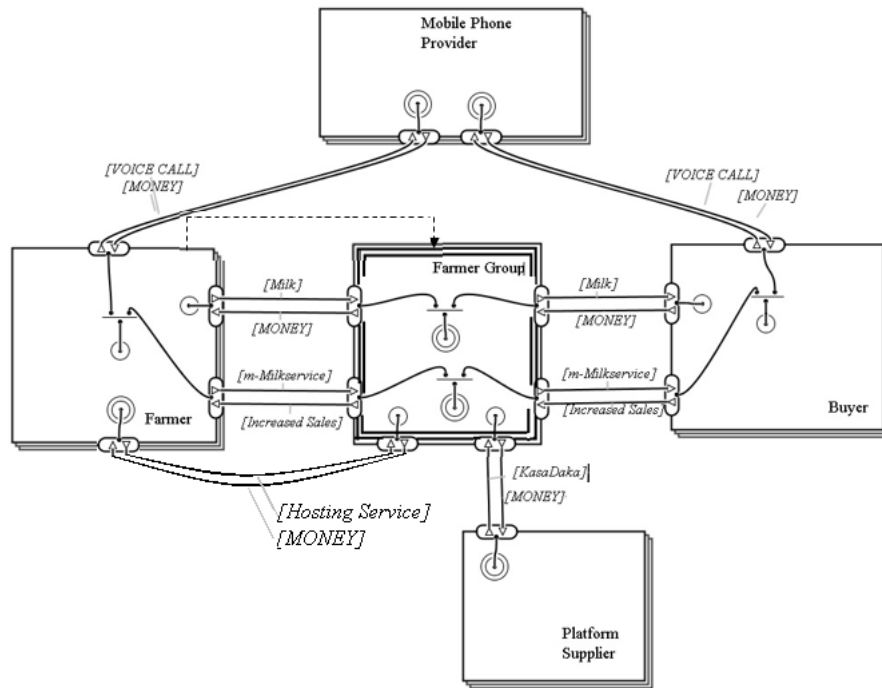 Mobile Phone
Provider
[VOICE CALL]
[MONEY]
[VOICE CALL]
[MONEY]
Farmer Group
[Milk]
[MONEY]
[Milk]
[MONEY]
[m-Milkservice]
[Increased Sales]
[m-Milkservice]
[Increased Sales]
Farmer
Buyer
[KasaDaka]
[MONEY]
[Hosting Service]
[MONEY]
Platform
Supplier